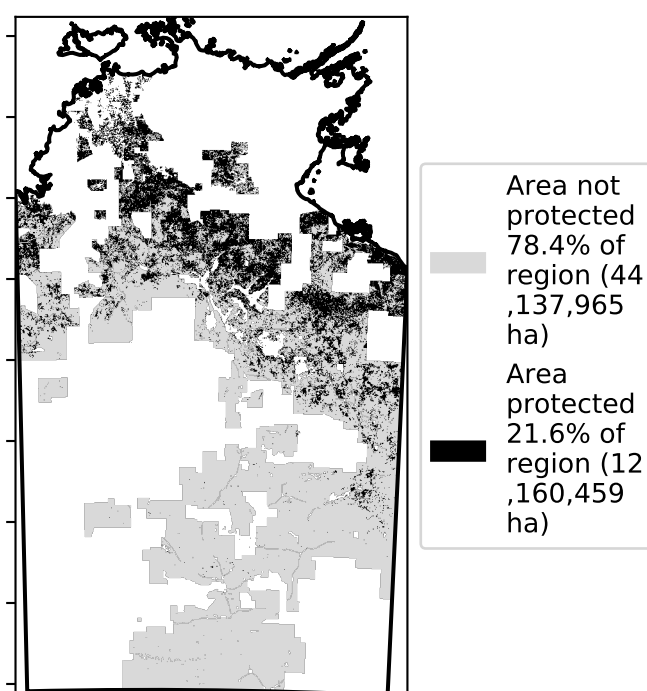 Area not
protected
78.4% of
region (44
,137,965
ha)
Area
protected
21.6% of
region (12
,160,459
ha)